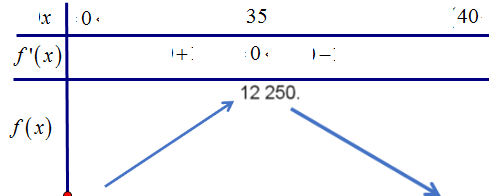 x 0 35 40
f'(x) + 0 −
12 250.
f(x)